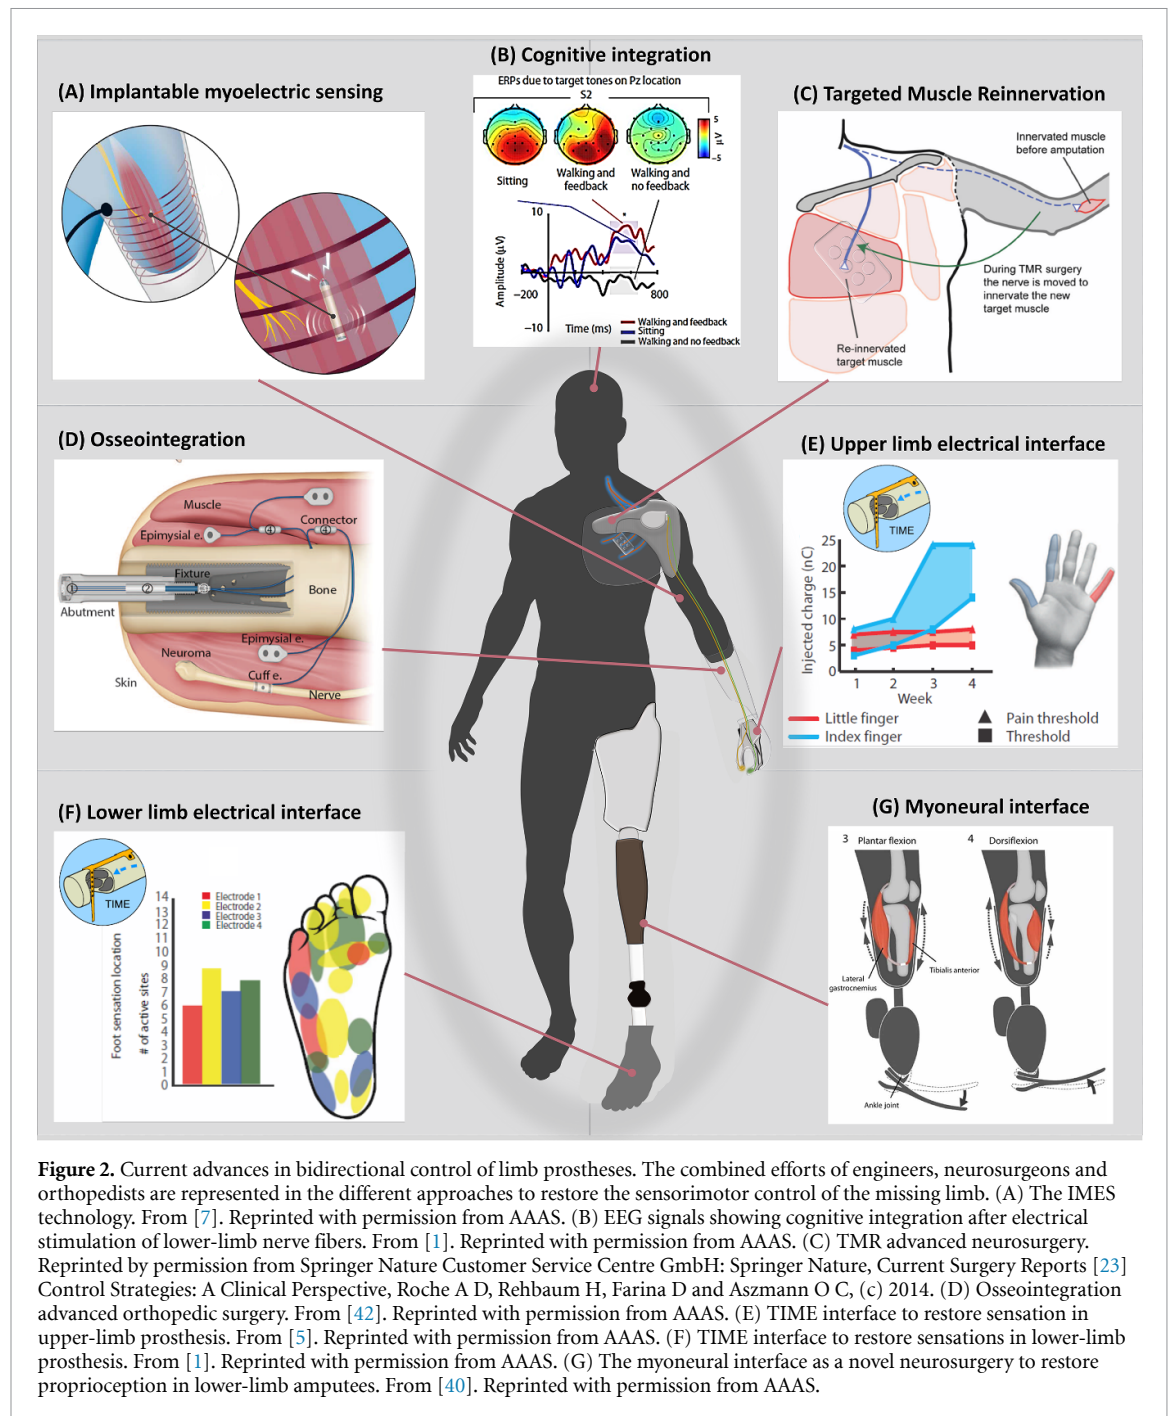 (B) Cognitive integration
(A) Implantable myoelectric sensing
(C) Targeted Muscle Reinnervation
ERPs due to target tones on Pz location
S2
5
μV
−5
Sitting
Walking and
feedback
Walking and
no feedback
10
*
Amplitude (μV)
−200
800
−10
Time (ms)
Walking and feedback
Sitting
Walking and no feedback
Innervated muscle
before amputation
During TMR surgery
the nerve is moved to
innervate the new
target muscle
Re-innervated
target muscle
(D) Osseointegration
Muscle
Epimysial e.
④
Connector
④
Fixture
①
②
Bone
Abutment
Epimysial e.
Neuroma
Cuff e.
Skin
Nerve
(E) Upper limb electrical interface
TIME
Injected charge (nC)
25
20
15
10
5
0
1 2 3 4
Week
Little finger
Index finger
Pain threshold
Threshold
(F) Lower limb electrical interface
TIME
Foot sensation location
# of active sites
14
13
12
11
10
9
8
7
6
5
4
3
2
1
0
Electrode 1
Electrode 2
Electrode 3
Electrode 4
(G) Myoneural interface
3 Plantar flexion
4 Dorsiflexion
Lateral
gastrocnemius
Tibialis anterior
Ankle joint
Figure 2. Current advances in bidirectional control of limb prostheses. The combined efforts of engineers, neurosurgeons and
orthopedists are represented in the different approaches to restore the sensorimotor control of the missing limb. (A) The IMES
technology. From [7]. Reprinted with permission from AAAS. (B) EEG signals showing cognitive integration after electrical
stimulation of lower-limb nerve fibers. From [1]. Reprinted with permission from AAAS. (C) TMR advanced neurosurgery.
Reprinted by permission from Springer Nature Customer Service Centre GmbH: Springer Nature, Current Surgery Reports [23]
Control Strategies: A Clinical Perspective, Roche A D, Rehbaum H, Farina D and Aszmann O C, (c) 2014. (D) Osseointegration
advanced orthopedic surgery. From [42]. Reprinted with permission from AAAS. (E) TIME interface to restore sensation in
upper-limb prosthesis. From [5]. Reprinted with permission from AAAS. (F) TIME interface to restore sensations in lower-limb
prosthesis. From [1]. Reprinted with permission from AAAS. (G) The myoneural interface as a novel neurosurgery to restore
proprioception in lower-limb amputees. From [40]. Reprinted with permission from AAAS.